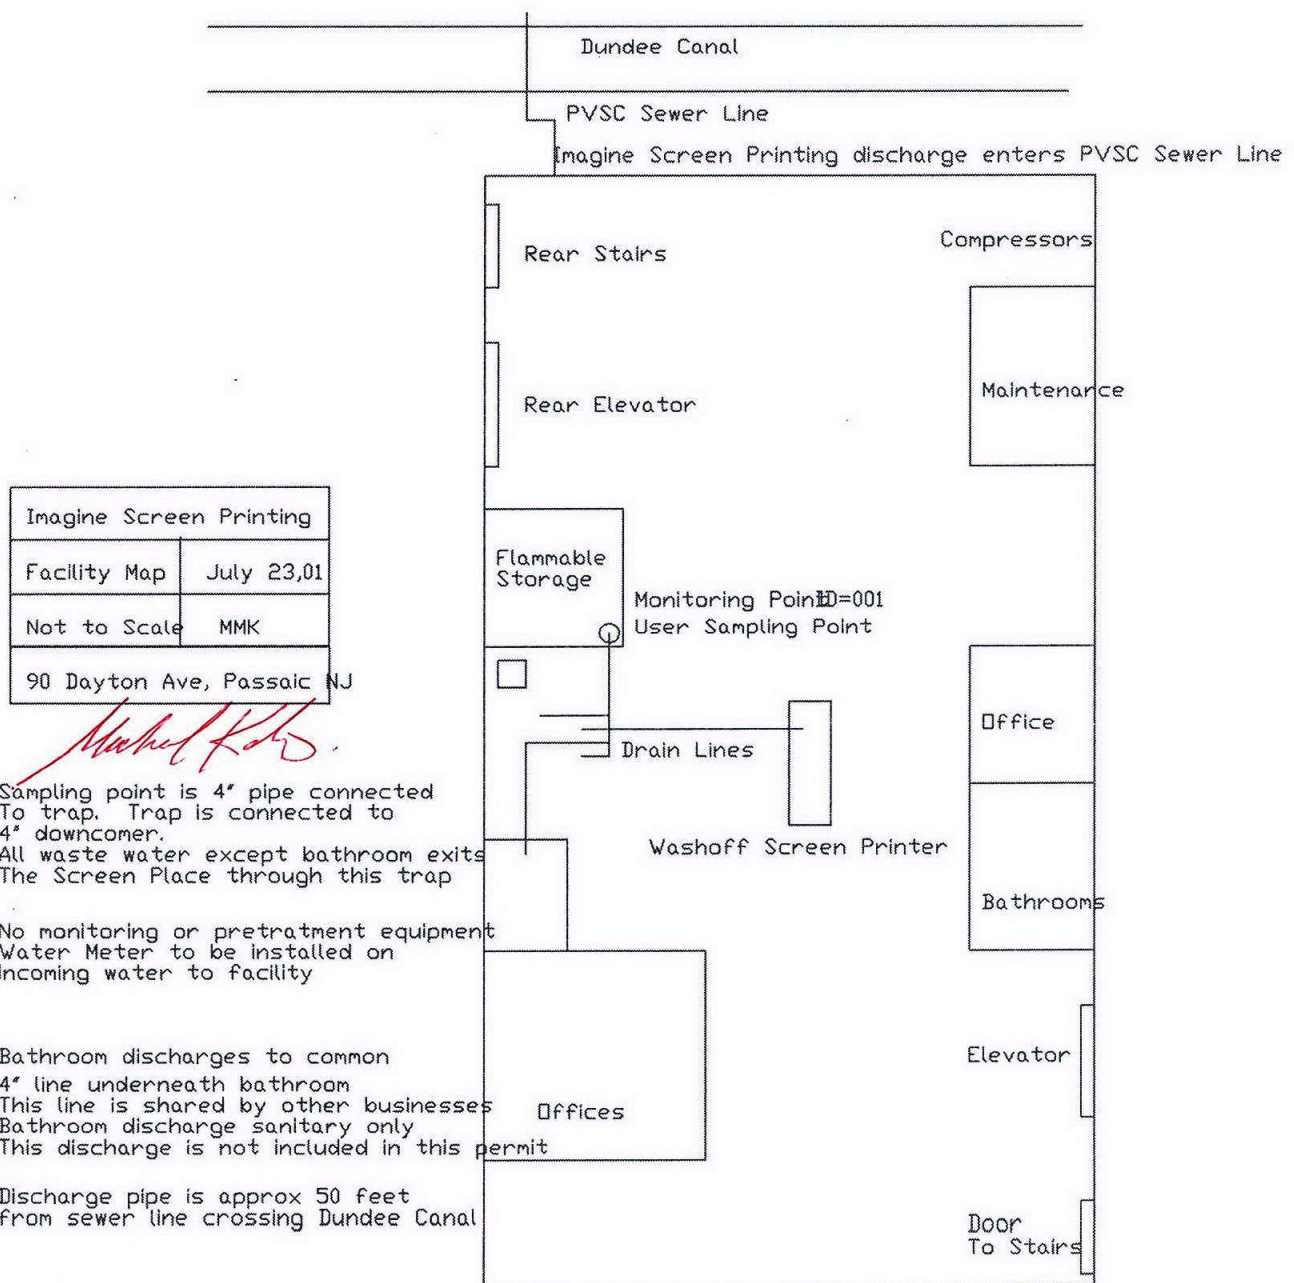 Dundee Canal
PVSC Sewer Line
Imagine Screen Printing discharge enters PVSC Sewer Line
Rear Stairs
Compressors
Maintenance
Rear Elevator
Imagine Screen Printing
Facility Map
July 23,01
Not to Scale
MMK
90 Dayton Ave, Passaic NJ
Flammable
Storage
Monitoring Point ID=001
User Sampling Point
Office
Drain Lines
Washoff Screen Printer
Bathrooms
Sampling point is 4" pipe connected
To trap. Trap is connected to
4" downcomer.
All waste water except bathroom exits
The Screen Place through this trap
No monitoring or pretratment equipment
Water Meter to be installed on
Incoming water to facility
Bathroom discharges to common
4" line underneath bathroom
This line is shared by other businesses
Bathroom discharge sanitary only
This discharge is not included in this permit
Discharge pipe is approx 50 feet
from sewer line crossing Dundee Canal
Offices
Elevator
Door
To Stairs